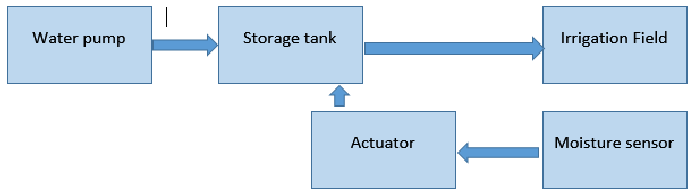 Water pump
Storage tank
Irrigation Field
Actuator
Moisture sensor